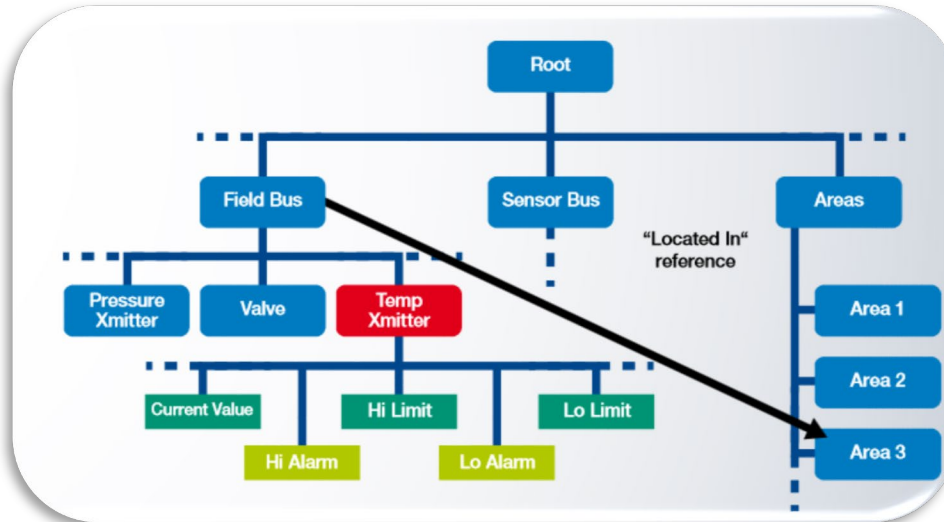 Root
Field Bus
Sensor Bus
Areas
“Located In“
reference
Pressure
Xmitter
Valve
Temp
Xmitter
Area 1
Area 2
Current Value
Hi Limit
Lo Limit
Hi Alarm
Lo Alarm
Area 3